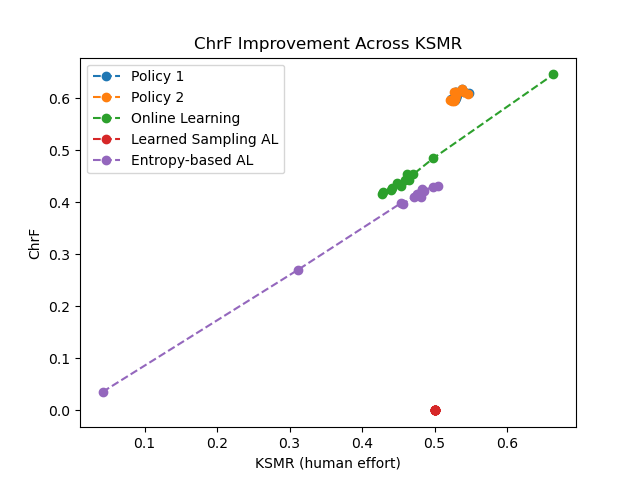 ChrF Improvement Across KSMR
Policy 1
Policy 2
Online Learning
Learned Sampling AL
Entropy-based AL
ChrF
0.6
0.5
0.4
0.3
0.2
0.1
0.0
0.1 0.2 0.3 0.4 0.5 0.6
KSMR (human effort)